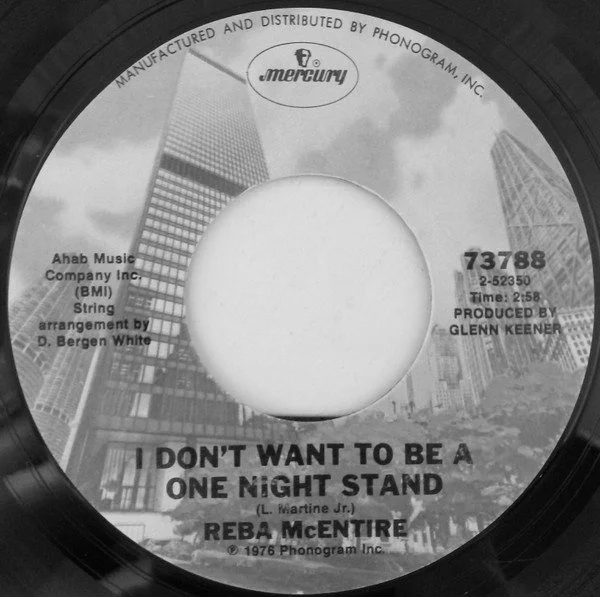 MANUFACTURED AND DISTRIBUTED BY PHONOGRAM, INC.
mercury
Ahab Music
Company Inc.
(BMI)
String
arrangement by
D. Bergen White
73788
2-52350
Time: 2:58
PRODUCED BY
GLENN KEENER
I DON'T WANT TO BE A
ONE NIGHT STAND
(L. Martine Jr.)
REBA McENTIRE
℗ 1976 Phonogram Inc.